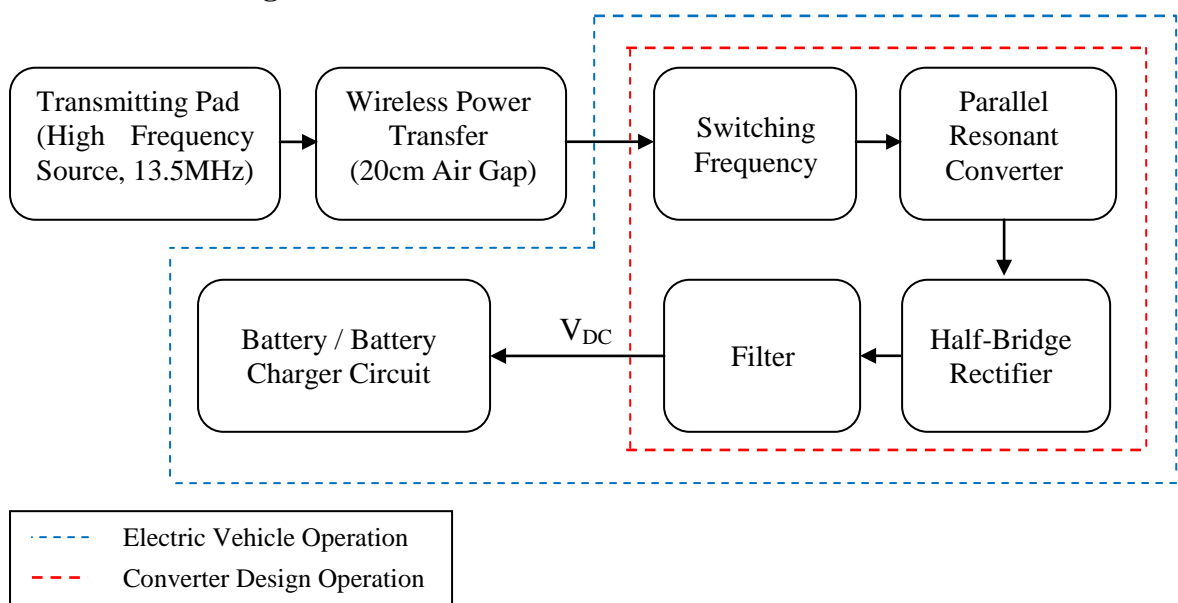 Transmitting Pad
(High Frequency
Source, 13.5MHz)
Wireless Power
Transfer
(20cm Air Gap)
Switching
Frequency
Parallel
Resonant
Converter
Battery / Battery
Charger Circuit
VDC
Filter
Half-Bridge
Rectifier
Electric Vehicle Operation
Converter Design Operation